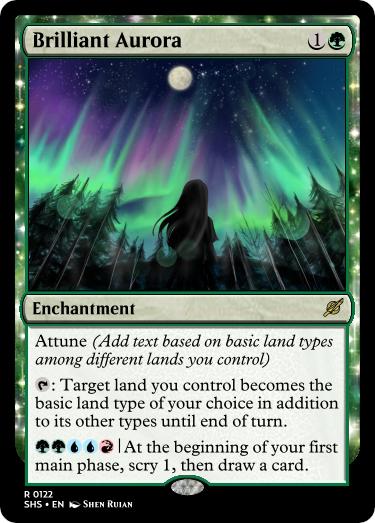 Brilliant Aurora 1
Enchantment
Attune (Add text based on basic land types
among different lands you control)
: Target land you control becomes the
basic land type of your choice in addition
to its other types until end of turn.
| At the beginning of your first
main phase, scry 1, then draw a card.
R 0122
SHS • EN Shen Ruian